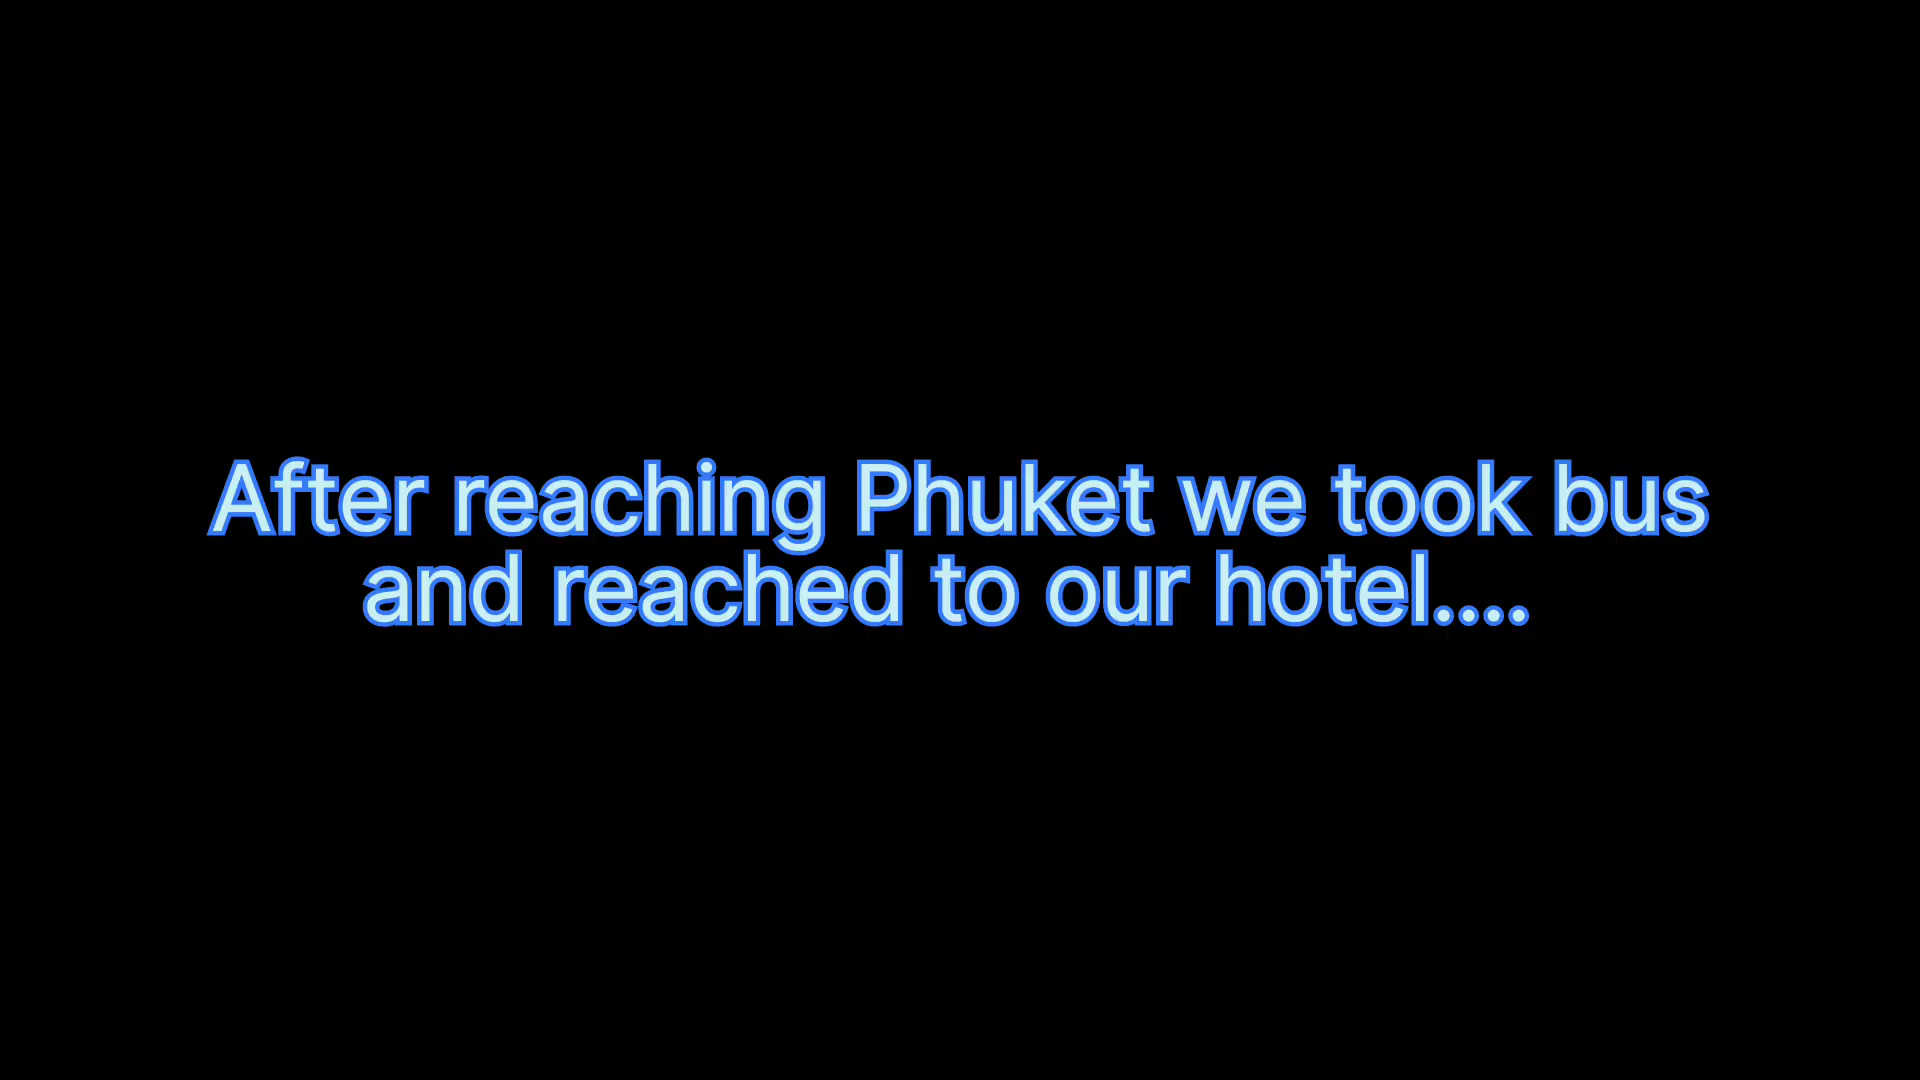 After reaching Phuket we took bus
and reached to our hotel....